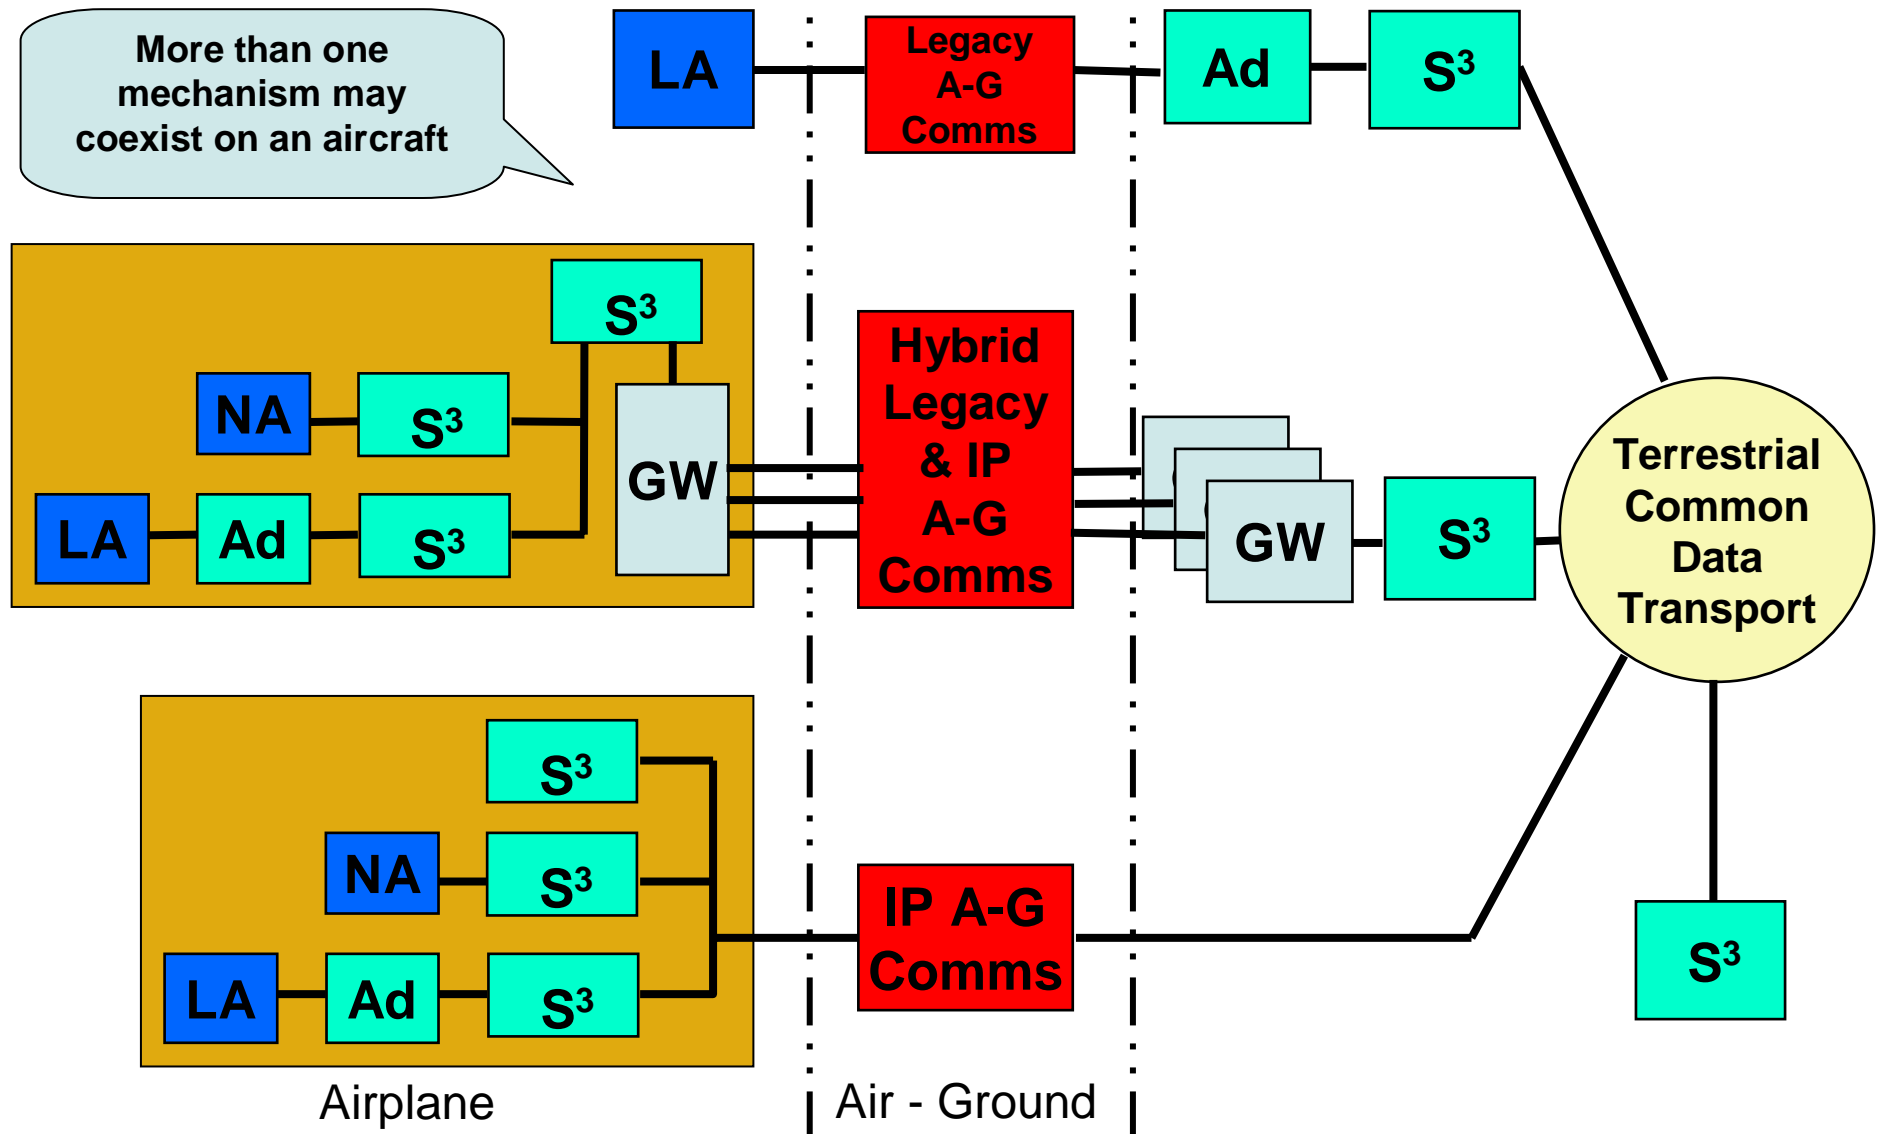 More than one
mechanism may
coexist on an aircraft
LA
Legacy
A-G
Comms
Ad
S³
S³
NA
S³
GW
LA
Ad
S³
Hybrid
Legacy
& IP
A-G
Comms
GW
S³
Terrestrial
Common
Data
Transport
S³
NA
S³
LA
Ad
S³
IP A-G
Comms
S³
Airplane
Air - Ground